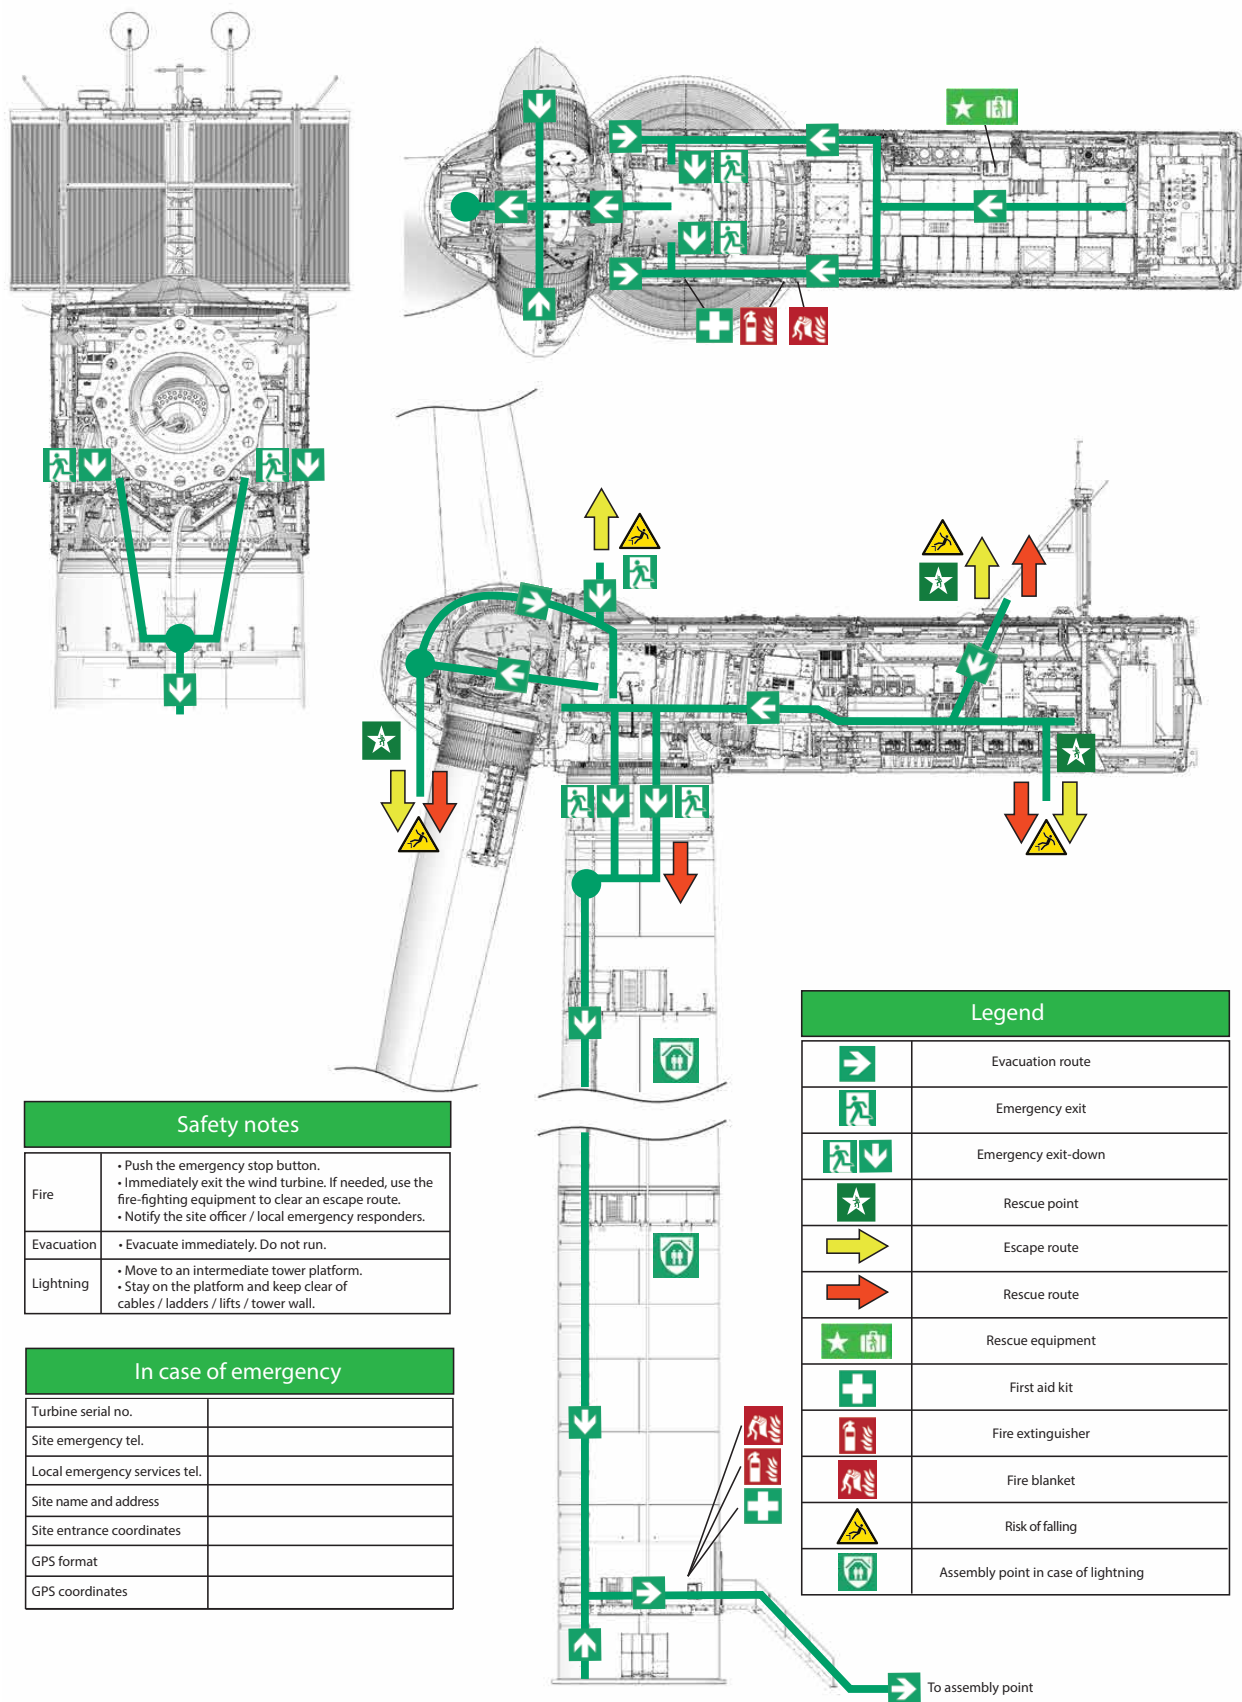 Legend
Evacuation route
Emergency exit
Emergency exit-down
Rescue point
Escape route
Rescue route
Rescue equipment
First aid kit
Fire extinguisher
Fire blanket
Risk of falling
Assembly point in case of lightning
Safety notes
Fire
• Push the emergency stop button.
• Immediately exit the wind turbine. If needed, use the
fire-fighting equipment to clear an escape route.
• Notify the site officer / local emergency responders.
Evacuation
• Evacuate immediately. Do not run.
Lightning
• Move to an intermediate tower platform.
• Stay on the platform and keep clear of
cables / ladders / lifts / tower wall.
In case of emergency
Turbine serial no.
Site emergency tel.
Local emergency services tel.
Site name and address
Site entrance coordinates
GPS format
GPS coordinates
To assembly point